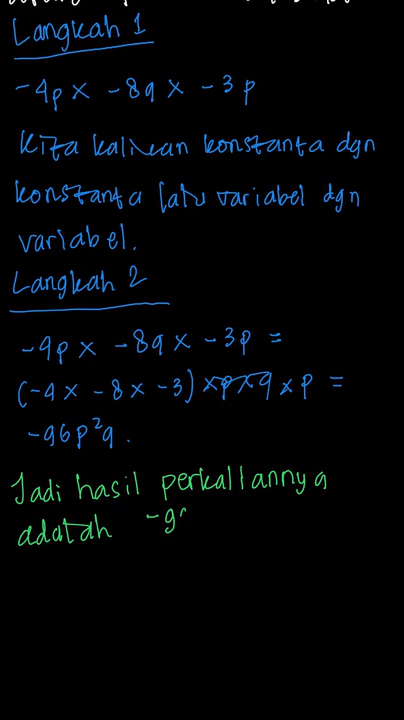 Langkah 1
-4p × -8q × -3p
Kita kalikan konstanta dgn
konstanta lalu variabel dgn
variabel.
Langkah 2
-4p × -8q × -3p =
(-4 × -8 × -3) × p × q × p =
-96p²q.
Jadi hasil perkaliannya
adalah -9